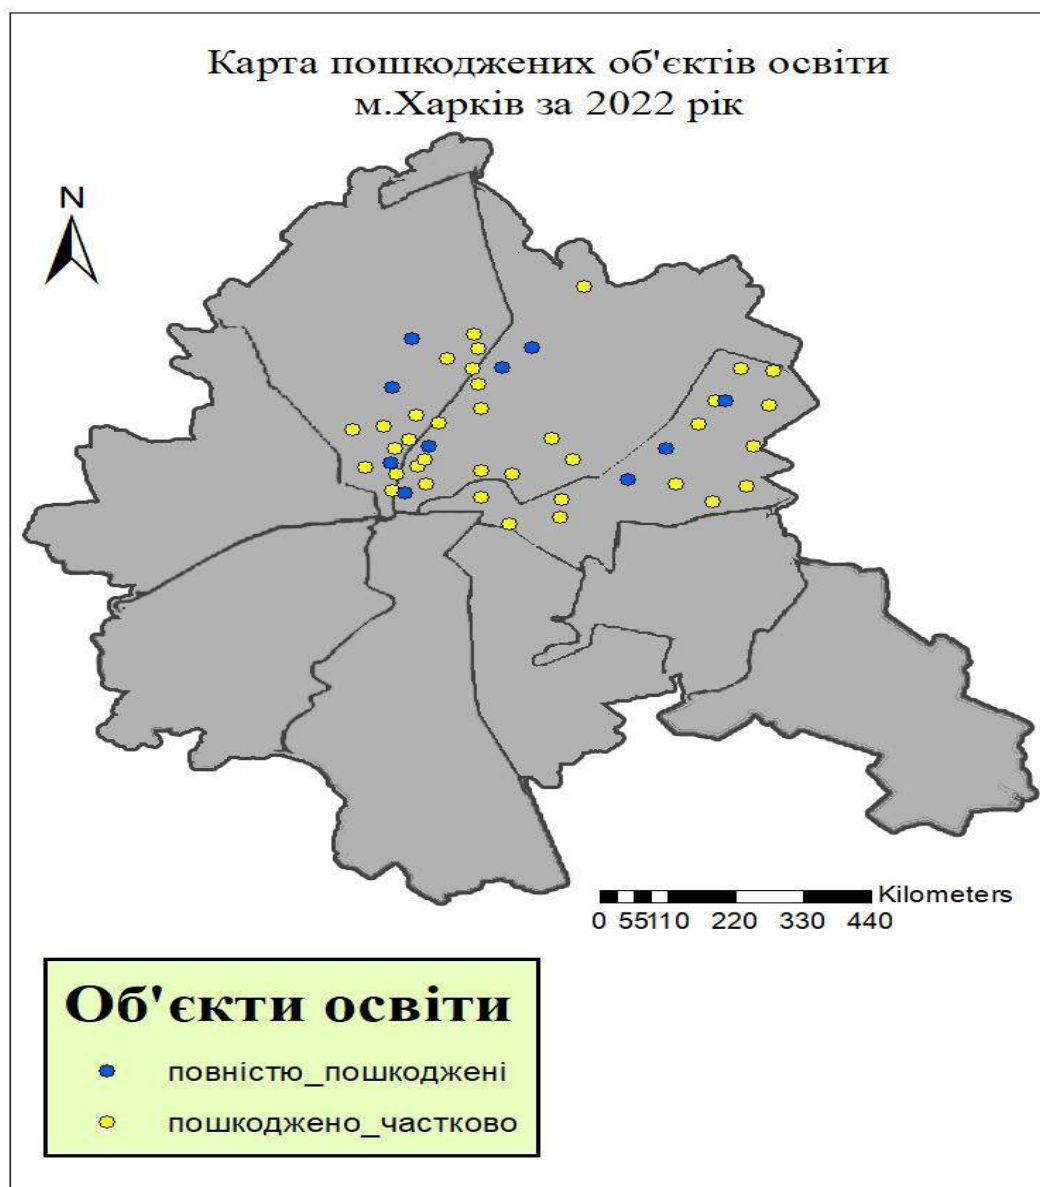 Карта пошкоджених об'єктів освіти
м.Харків за 2022 рік
N
Kilometers
0 55110 220 330 440
Об'єкти освіти
повністю_пошкоджені
пошкоджено_частково